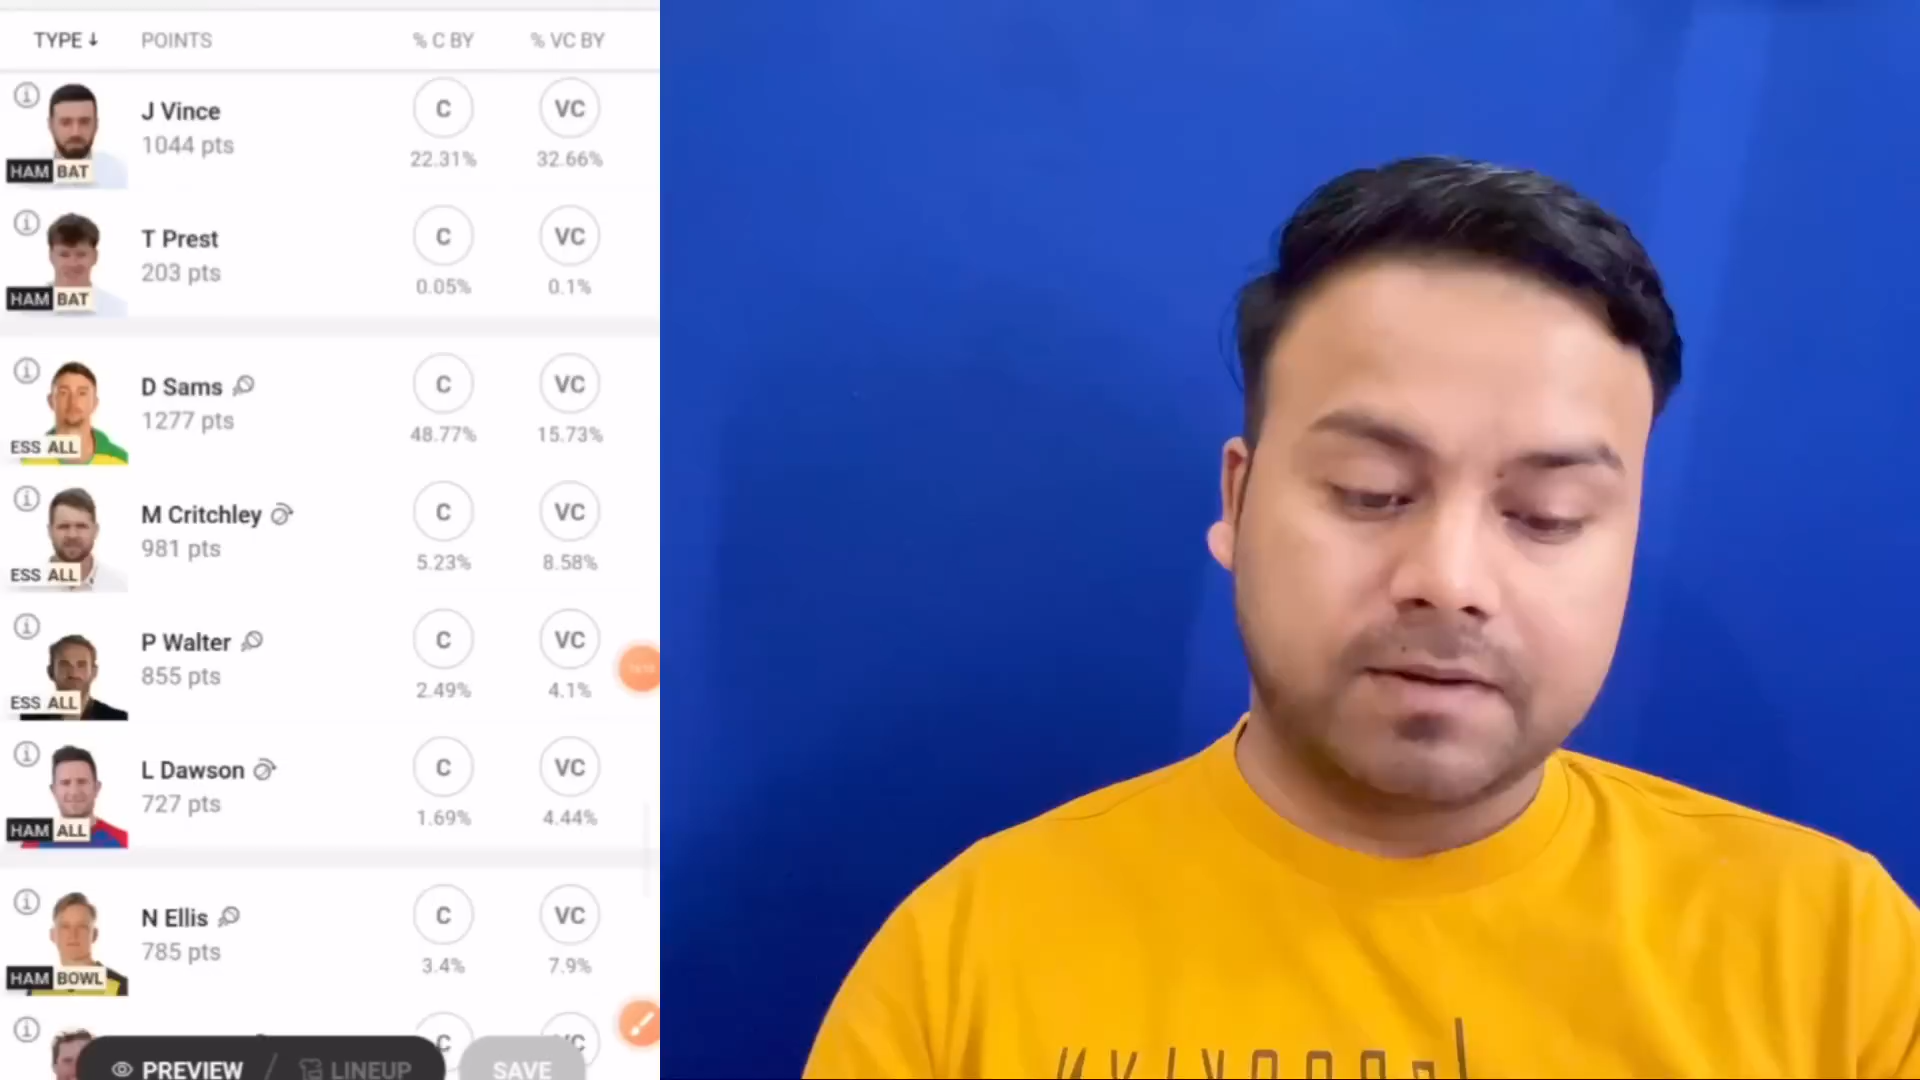 TYPE↓ POINTS % C BY % VC BY
J Vince C VC
1044 pts 22.31% 32.66%
HAM BAT
T Prest C VC
203 pts 0.05% 0.1%
HAM BAT
D Sams C VC
1277 pts 48.77% 15.73%
ESS ALL
M Critchley C VC
981 pts 5.23% 8.58%
ESS ALL
P Walter C VC
855 pts 2.49% 4.1%
ESS ALL
L Dawson C VC
727 pts 1.69% 4.44%
HAM ALL
N Ellis C VC
785 pts 3.4% 7.9%
HAM BOWL
C VC
PREVIEW / LINEUP SAVE